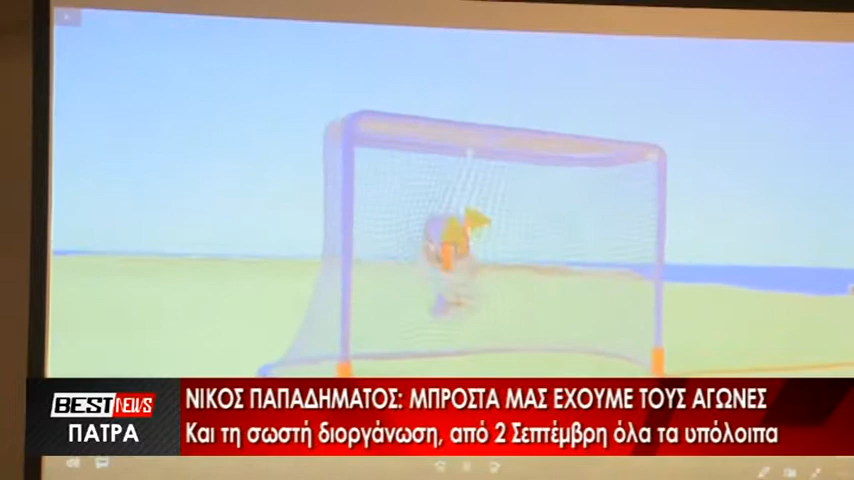 BEST NEWS
ΠΑΤΡΑ
ΝΙΚΟΣ ΠΑΠΑΔΗΜΑΤΟΣ: ΜΠΡΟΣΤΑ ΜΑΣ ΕΧΟΥΜΕ ΤΟΥΣ ΑΓΩΝΕΣ
Και τη σωστή διοργάνωση, από 2 Σεπτέμβρη όλα τα υπόλοιπα